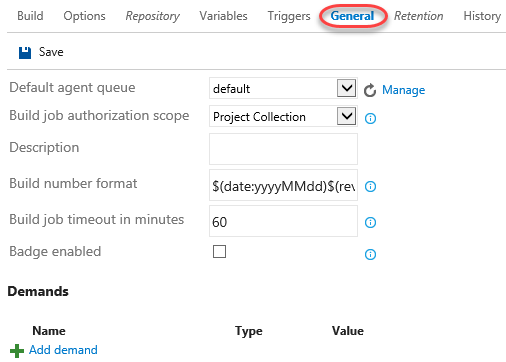 Build Options Repository Variables Triggers General Retention History
Save
Default agent queue default Manage
Build job authorization scope Project Collection
Description
Build number format $(date:yyyyMMdd)$(rev
Build job timeout in minutes 60
Badge enabled
Demands
Name Type Value
Add demand